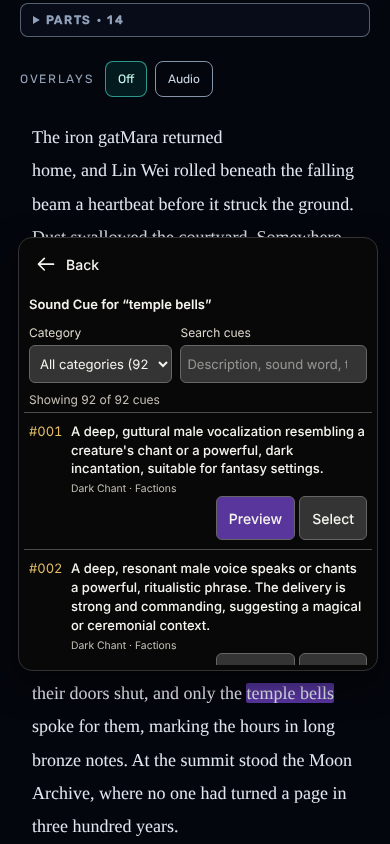 PARTS • 14
OVERLAYS Off Audio
The iron gatMara returned
home, and Lin Wei rolled beneath the falling
beam a heartbeat before it struck the ground.
Dust swallowed the courtyard. Somewhere
Back
Sound Cue for “temple bells”
Category Search cues
All categories (92 Description, sound word,
Showing 92 of 92 cues
#001 A deep, guttural male vocalization resembling a
creature's chant or a powerful, dark
incantation, suitable for fantasy settings.
Dark Chant · Factions
Preview Select
#002 A deep, resonant male voice speaks or chants
a powerful, ritualistic phrase. The delivery is
strong and commanding, suggesting a magical
or ceremonial context.
Dark Chant · Factions
their doors shut, and only the temple bells
spoke for them, marking the hours in long
bronze notes. At the summit stood the Moon
Archive, where no one had turned a page in
three hundred years.